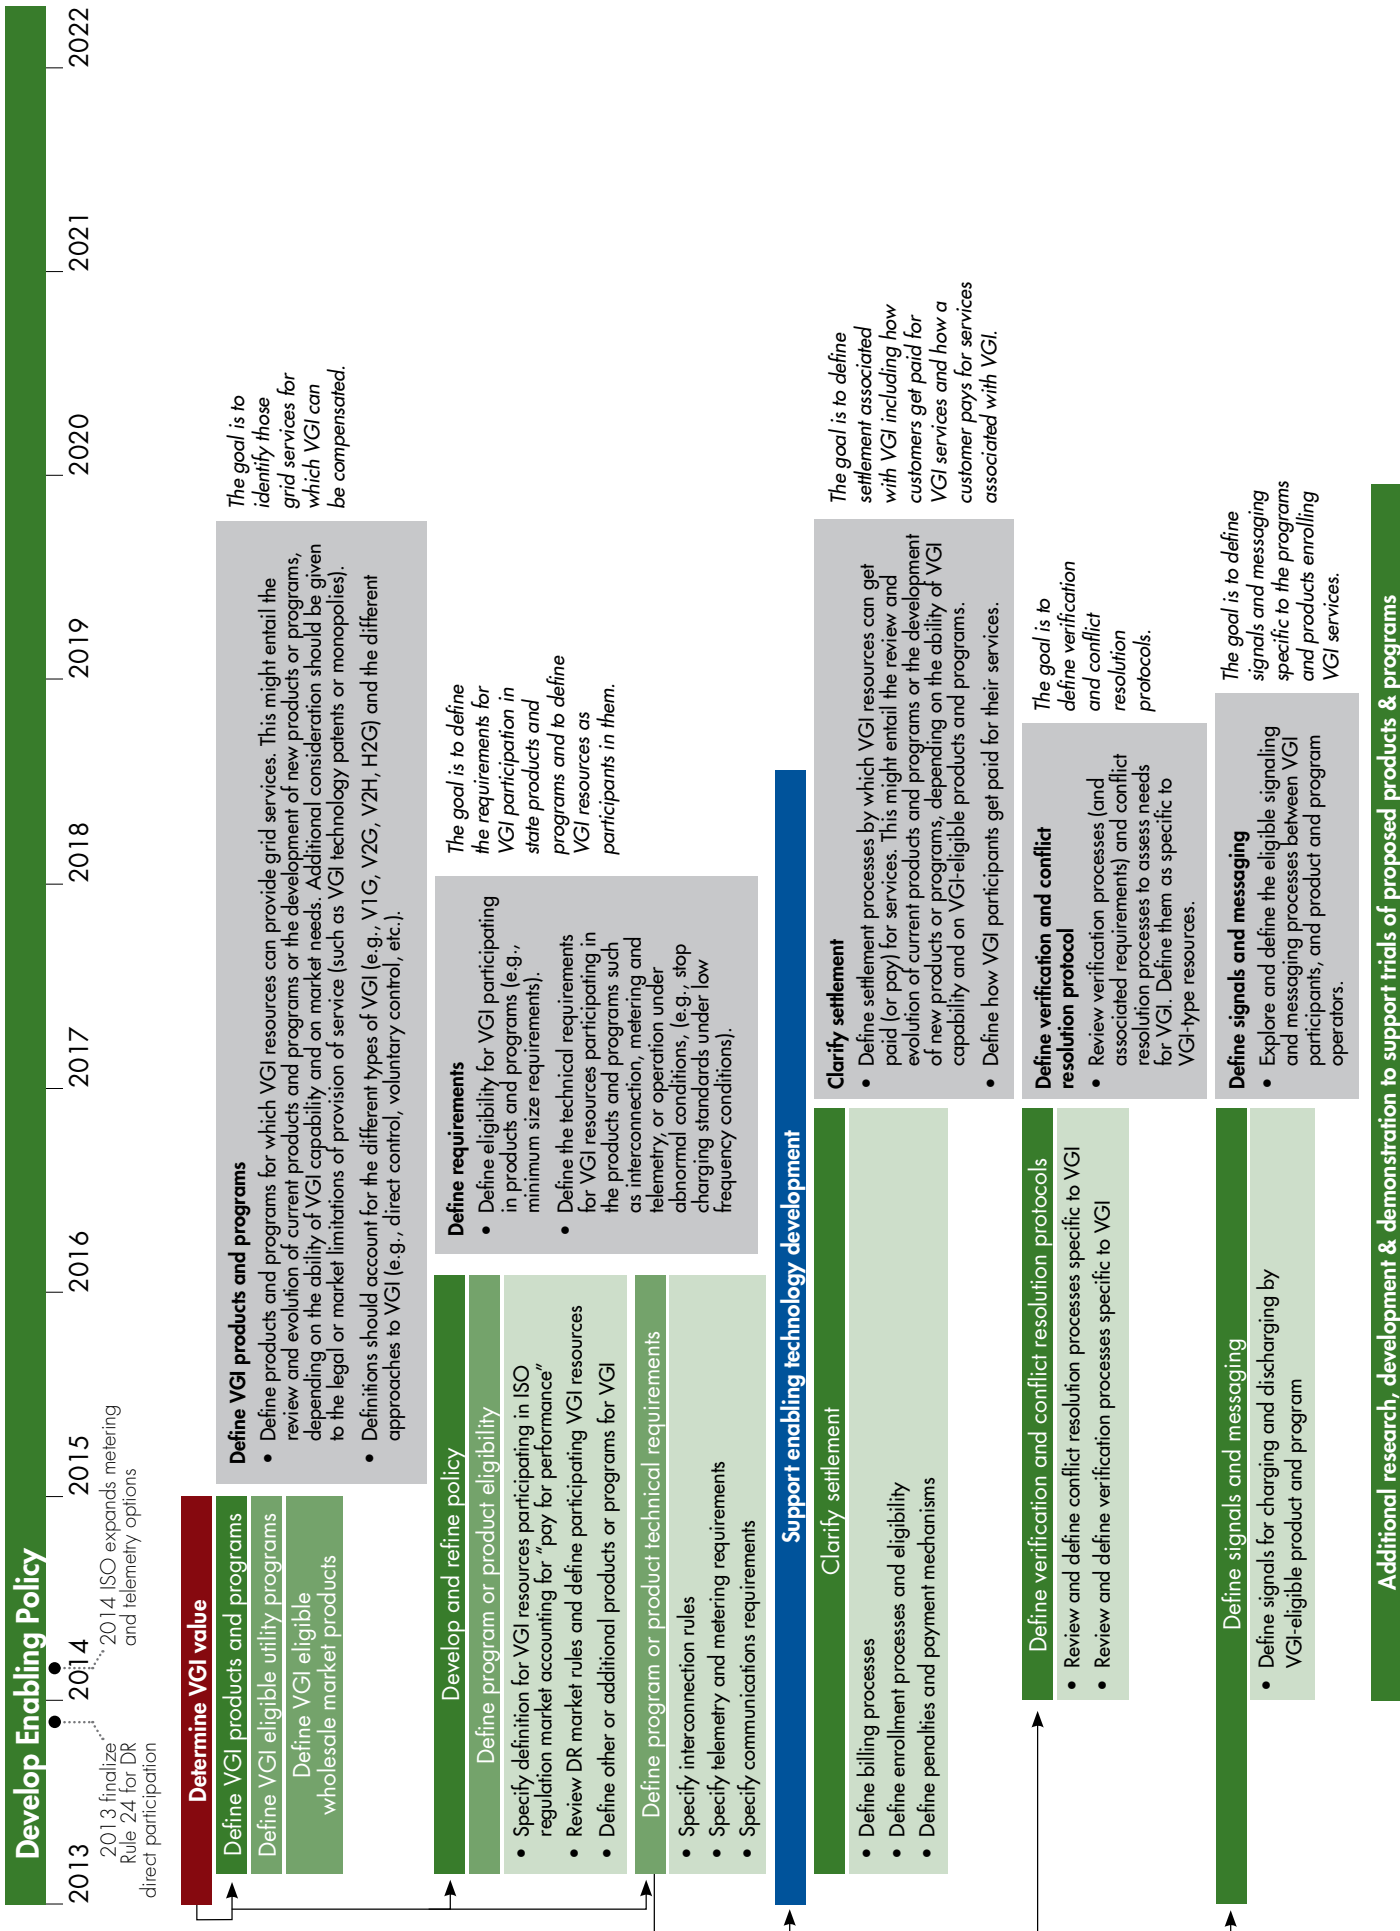 Develop Enabling Policy
2013
2014
2015
2016
2017
2018
2019
2020
2021
2022
2013 finalize
Rule 24 for DR
direct participation
2014 ISO expands metering
and telemetry options
Determine VGI value
Define VGI products and programs
Define VGI eligible utility programs
Define VGI eligible
wholesale market products
Define VGI products and programs
• Define products and programs for which VGI resources can provide grid services. This might entail the
review and evolution of current products and programs or the development of new products or programs,
depending on the ability of VGI capability and on market needs. Additional consideration should be given
to the legal or market limitations of provision of service (such as VGI technology patents or monopolies).
• Definitions should account for the different types of VGI (e.g., V1G, V2G, V2H, H2G) and the different
approaches to VGI (e.g., direct control, voluntary control, etc.).
The goal is to
identify those
grid services for
which VGI can
be compensated.
Develop and refine policy
Define program or product eligibility
• Specify definition for VGI resources participating in ISO
regulation market accounting for “pay for performance”
• Review DR market rules and define participating VGI resources
• Define other or additional products or programs for VGI
Define program or product technical requirements
• Specify interconnection rules
• Specify telemetry and metering requirements
• Specify communications requirements
Define requirements
• Define eligibility for VGI participating
in products and programs (e.g.,
minimum size requirements).
• Define the technical requirements
for VGI resources participating in
the products and programs such
as interconnection, metering and
telemetry, or operation under
abnormal conditions, (e.g., stop
charging standards under low
frequency conditions).
The goal is to define
the requirements for
VGI participation in
state products and
programs and to define
VGI resources as
participants in them.
Support enabling technology development
Clarify settlement
• Define billing processes
• Define enrollment processes and eligibility
• Define penalties and payment mechanisms
Clarify settlement
• Define settlement processes by which VGI resources can get
paid (or pay) for services. This might entail the review and
evolution of current products and programs or the development
of new products or programs, depending on the ability of VGI
capability and on VGI-eligible products and programs.
• Define how VGI participants get paid for their services.
The goal is to define
settlement associated
with VGI including how
customers get paid for
VGI services and how a
customer pays for services
associated with VGI.
Define verification and conflict resolution protocols
• Review and define conflict resolution processes specific to VGI
• Review and define verification processes specific to VGI
Define verification and conflict
resolution protocol
• Review verification processes (and
associated requirements) and conflict
resolution processes to assess needs
for VGI. Define them as specific to
VGI-type resources.
The goal is to
define verification
and conflict
resolution
protocols.
Define signals and messaging
• Define signals for charging and discharging by
VGI-eligible product and program
Define signals and messaging
• Explore and define the eligible signaling
and messaging processes between VGI
participants, and product and program
operators.
The goal is to define
signals and messaging
specific to the programs
and products enrolling
VGI services.
Additional research, development & demonstration to support trials of proposed products & programs